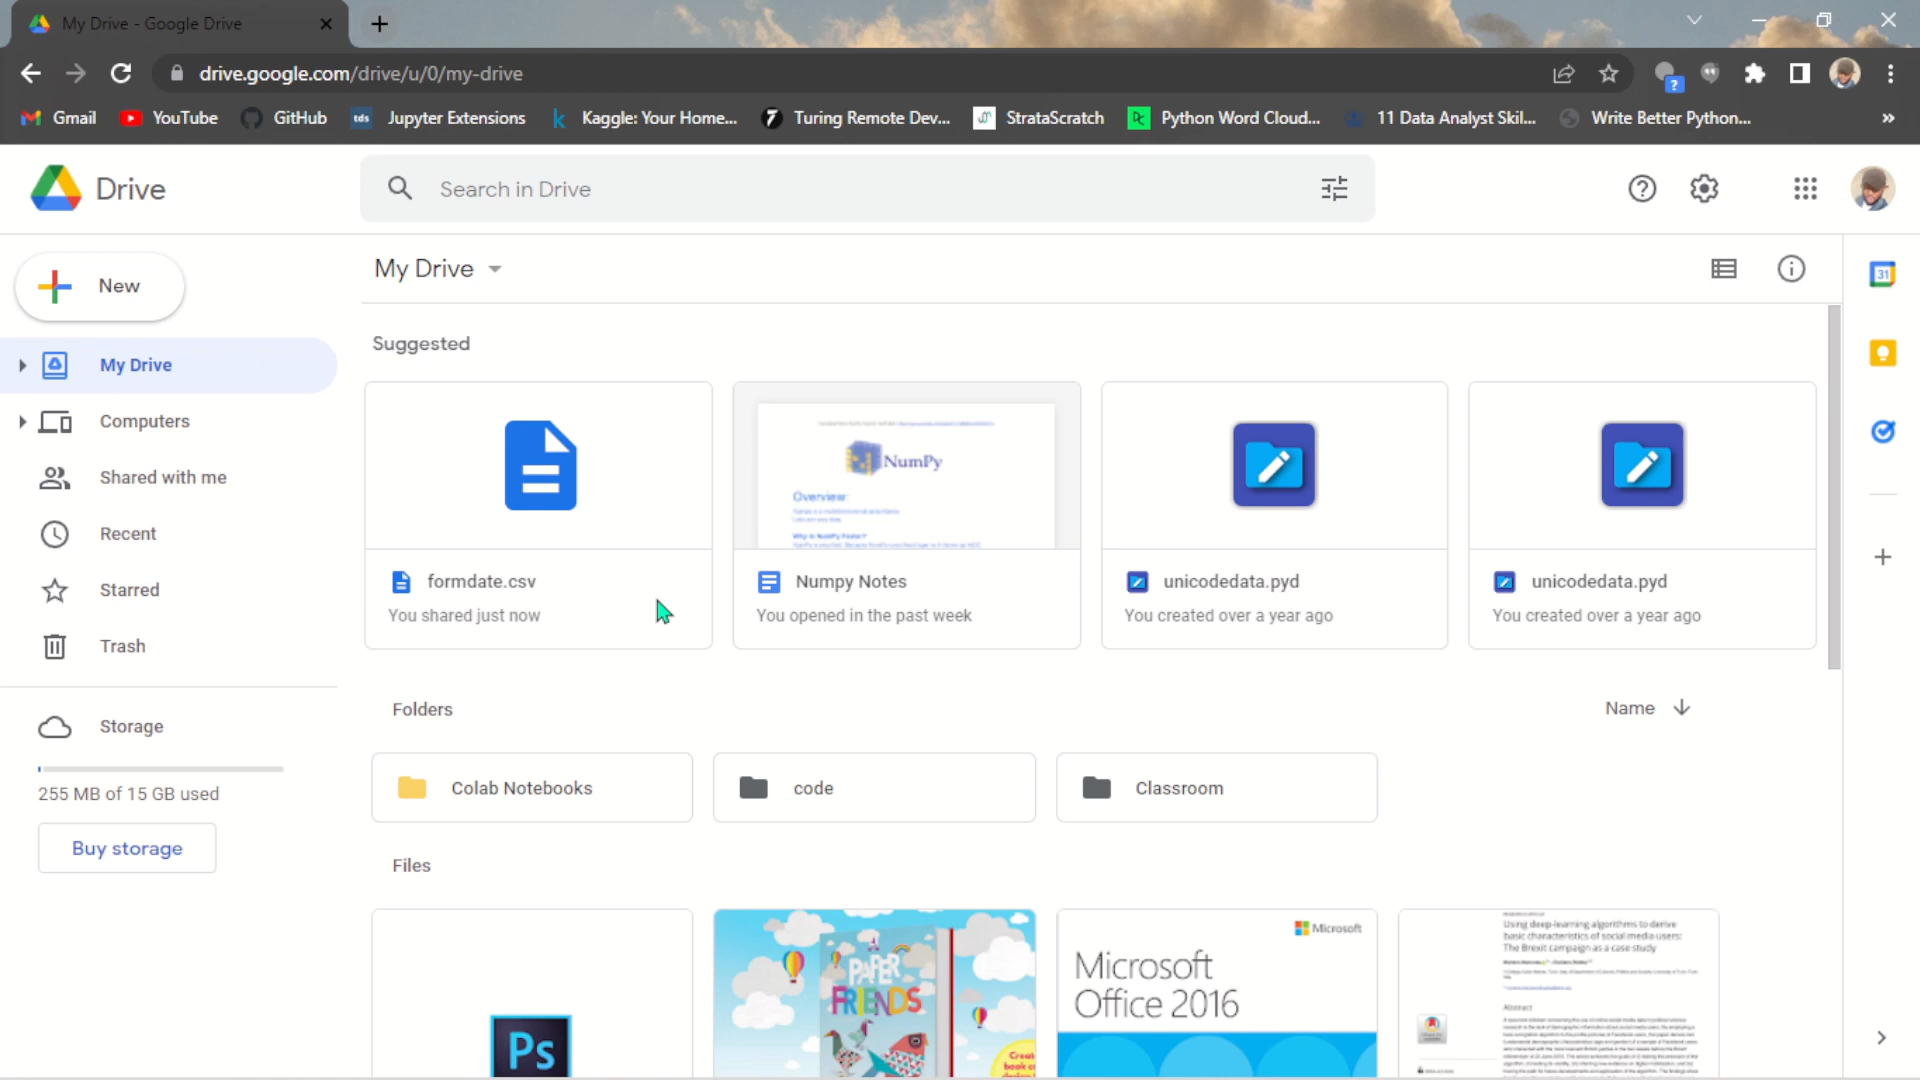 My Drive - Google Drive
drive.google.com/drive/u/0/my-drive
Gmail
YouTube
GitHub
tds Jupyter Extensions
k Kaggle: Your Home...
Turing Remote Dev...
StrataScratch
Python Word Cloud...
11 Data Analyst Skil...
Write Better Python...
»
Drive
Search in Drive
New
My Drive
31
Suggested
My Drive
Computers
Shared with me
Recent
Starred
Trash
NumPy
Overview:
Why is NumPy Faster?
formdate.csv
You shared just now
Numpy Notes
You opened in the past week
unicodedata.pyd
You created over a year ago
unicodedata.pyd
You created over a year ago
Storage
255 MB of 15 GB used
Buy storage
Folders
Name
Colab Notebooks
code
Classroom
Files
Ps
PAPER
FRIENDS
Microsoft
Microsoft
Office 2016
Using deep-learning algorithms to derive
basic characteristics of social media users:
The Brexit campaign as a case study
Abstract